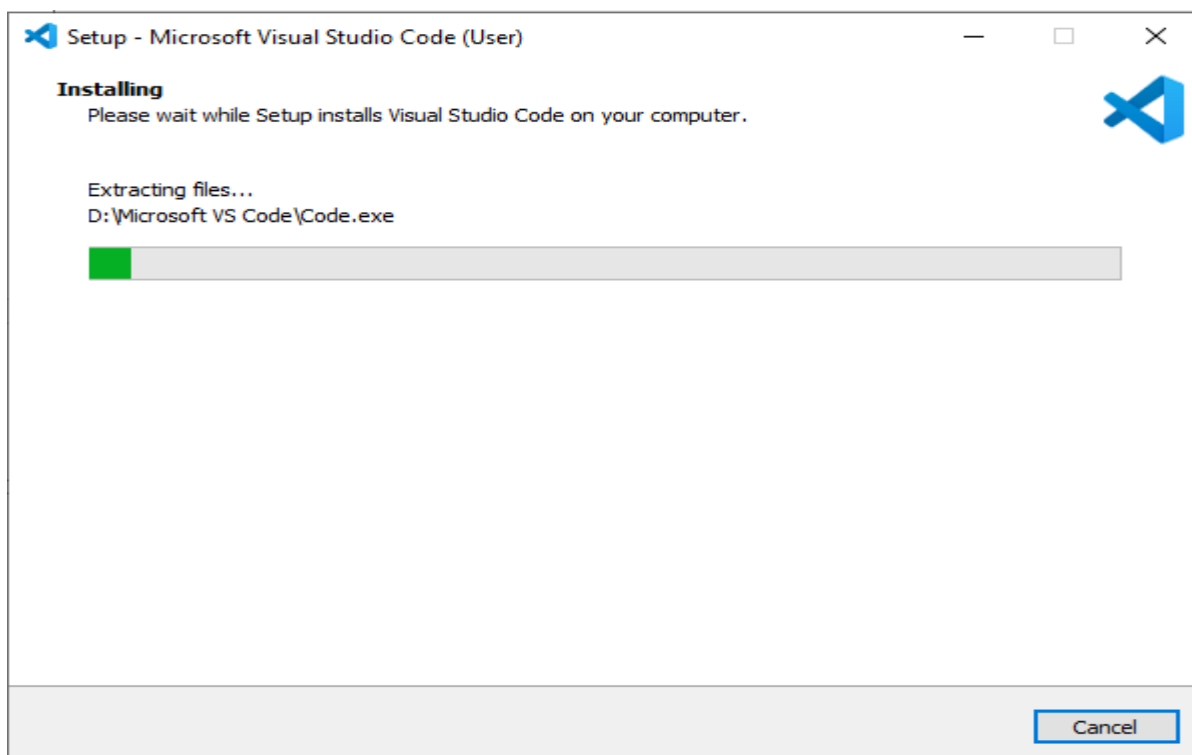 Setup - Microsoft Visual Studio Code (User)
Installing
Please wait while Setup installs Visual Studio Code on your computer.
Extracting files...
D:\Microsoft VS Code\Code.exe
Cancel